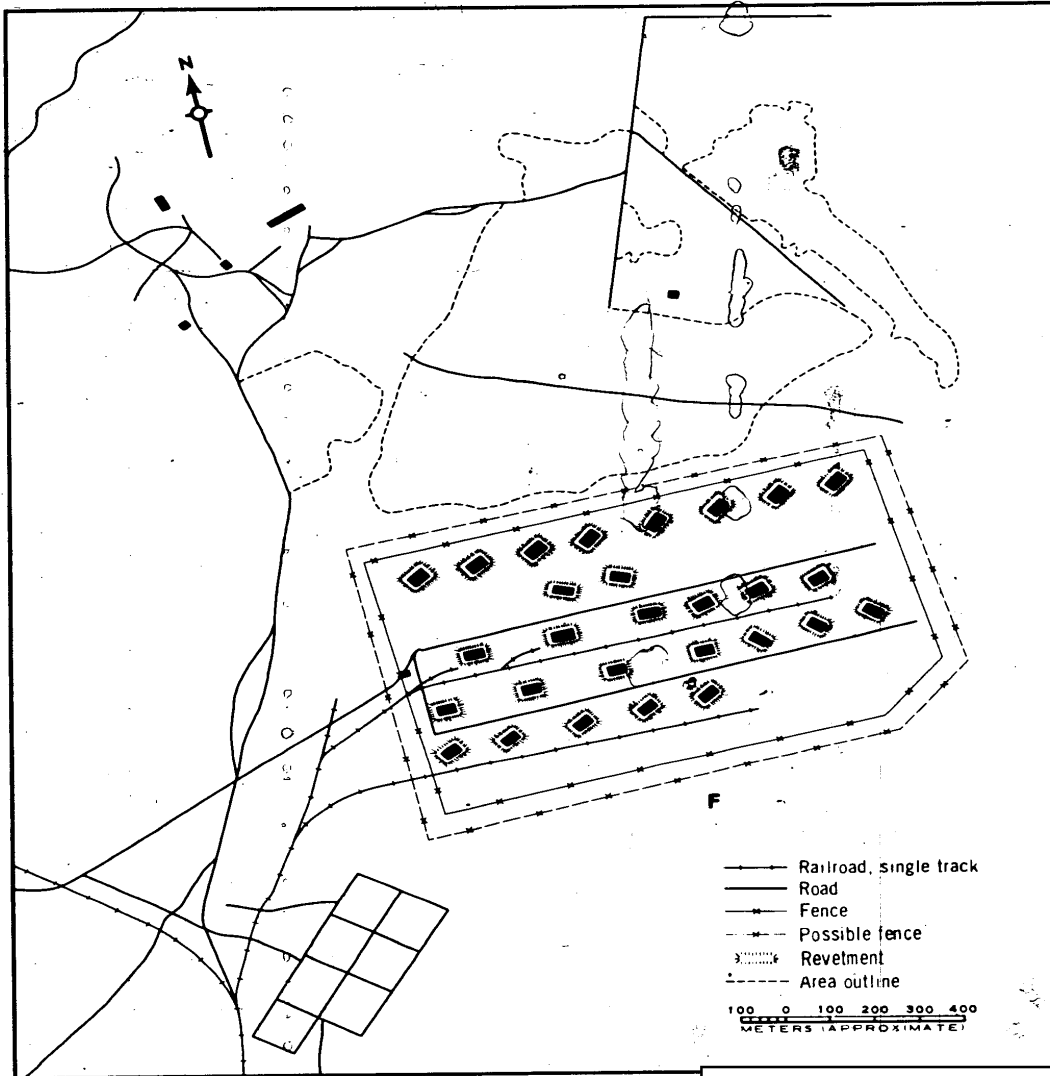 N
F
Railroad, single track
Road
Fence
Possible fence
Revetment
Area outline
100 0 100 200 300 400
METERS (APPROXIMATE)